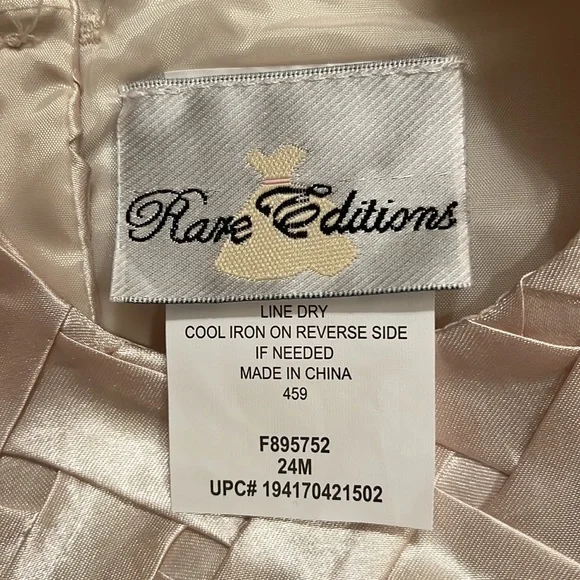 Rare Editions
LINE DRY
COOL IRON ON REVERSE SIDE
IF NEEDED
MADE IN CHINA
459
F895752
24M
UPC# 194170421502